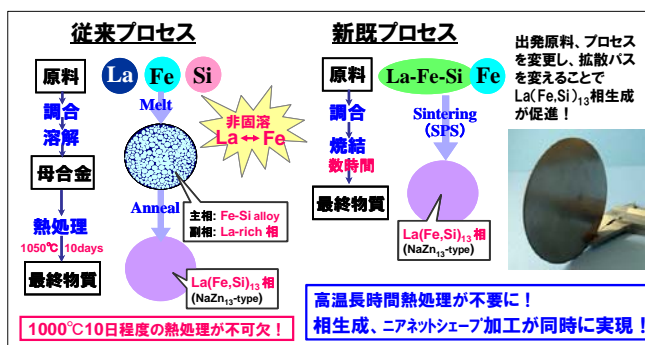 従来プロセス
原料
La
Fe
Si
調合
溶解
Melt
非固溶
La↔Fe
母合金
熱処理
Anneal
主相: Fe-Si alloy
副相: La-rich 相
1050℃ 10days
最終物質
La(Fe,Si)13 相
(NaZn13-type)
1000℃10日程度の熱処理が不可欠！
新既プロセス
原料
La-Fe-Si
Fe
調合
焼結
数時間
Sintering
(SPS)
最終物質
La(Fe,Si)13 相
(NaZn13-type)
出発原料、プロセス
を変更し、拡散パス
を変えることで
La(Fe,Si)13相生成
が促進！
高温長時間熱処理が不要に！
相生成、ニアネットシェーブ加工が同時に実現！